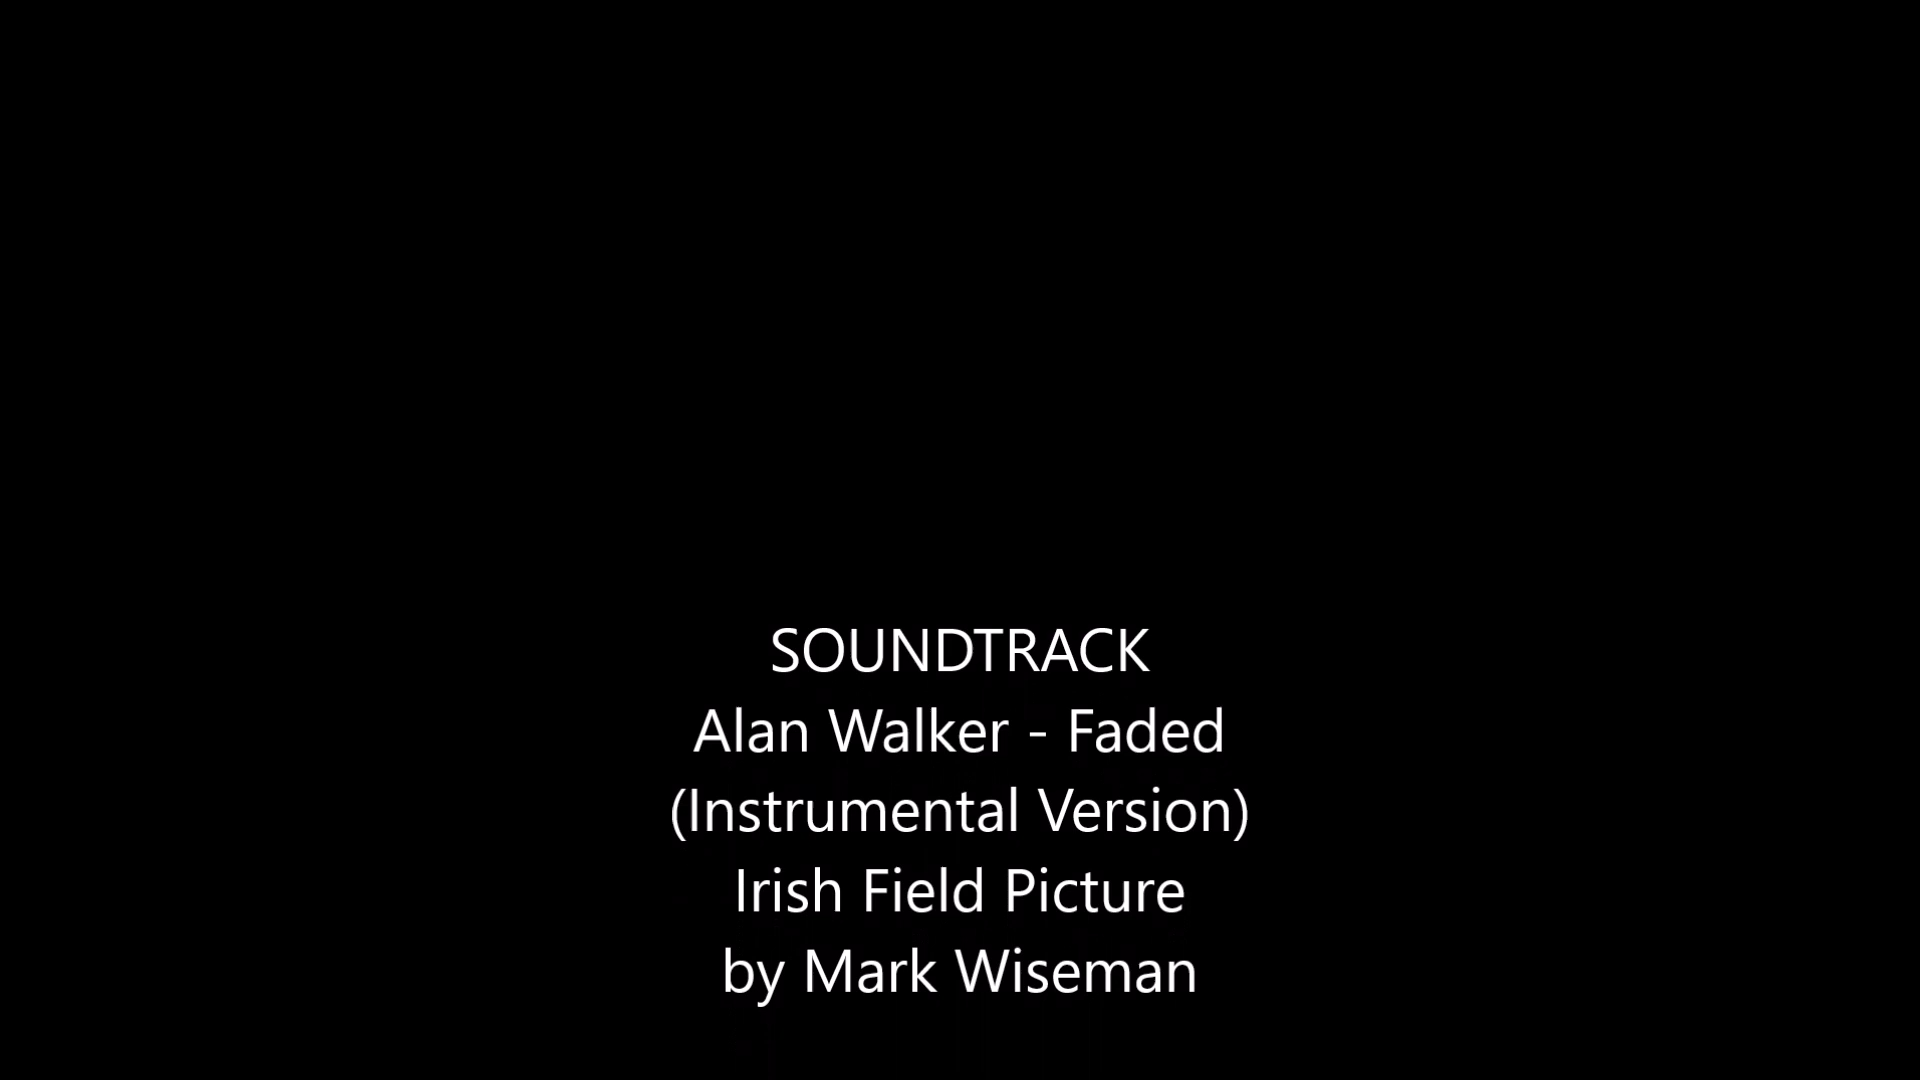 SOUNDTRACK
Alan Walker - Faded
(Instrumental Version)
Irish Field Picture
by Mark Wiseman